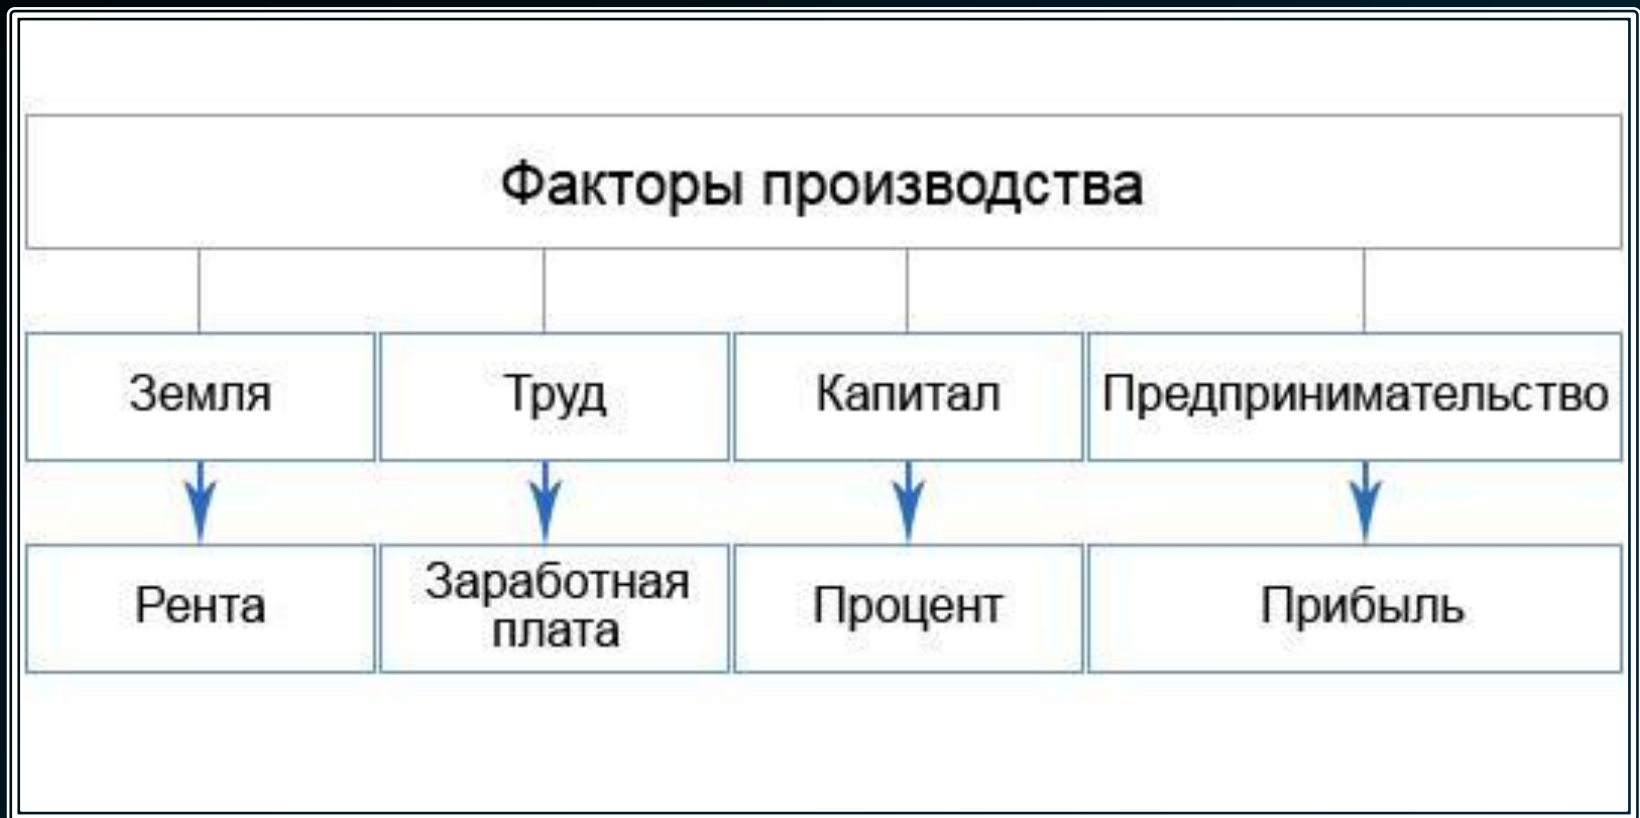 Факторы производства
Земля
Труд
Капитал
Предпринимательство
Рента
Заработная
плата
Процент
Прибыль